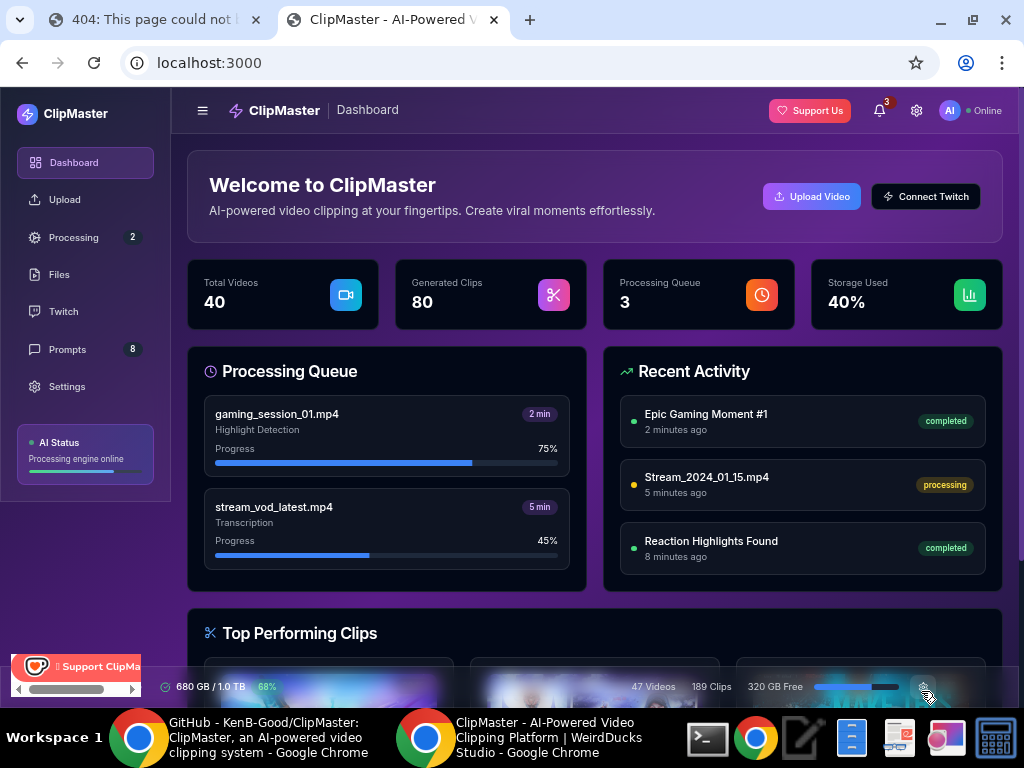 404: This page could not b
ClipMaster - AI-Powered V
localhost:3000
ClipMaster
ClipMaster
Dashboard
Support Us
3
AI
Online
Dashboard
Upload
Processing
2
Files
Twitch
Prompts
8
Settings
AI Status
Processing engine online
Welcome to ClipMaster
AI-powered video clipping at your fingertips. Create viral moments effortlessly.
Upload Video
Connect Twitch
Total Videos
40
Generated Clips
80
Processing Queue
3
Storage Used
40%
Processing Queue
gaming_session_01.mp4
2 min
Highlight Detection
Progress
75%
stream_vod_latest.mp4
5 min
Transcription
Progress
45%
Recent Activity
Epic Gaming Moment #1
2 minutes ago
completed
Stream_2024_01_15.mp4
5 minutes ago
processing
Reaction Highlights Found
8 minutes ago
completed
Top Performing Clips
Support ClipMa
680 GB / 1.0 TB
68%
47 Videos
189 Clips
320 GB Free
Workspace 1
GitHub - KenB-Good/ClipMaster:
ClipMaster, an AI-powered video
clipping system - Google Chrome
ClipMaster - AI-Powered Video
Clipping Platform | WeirdDucks
Studio - Google Chrome